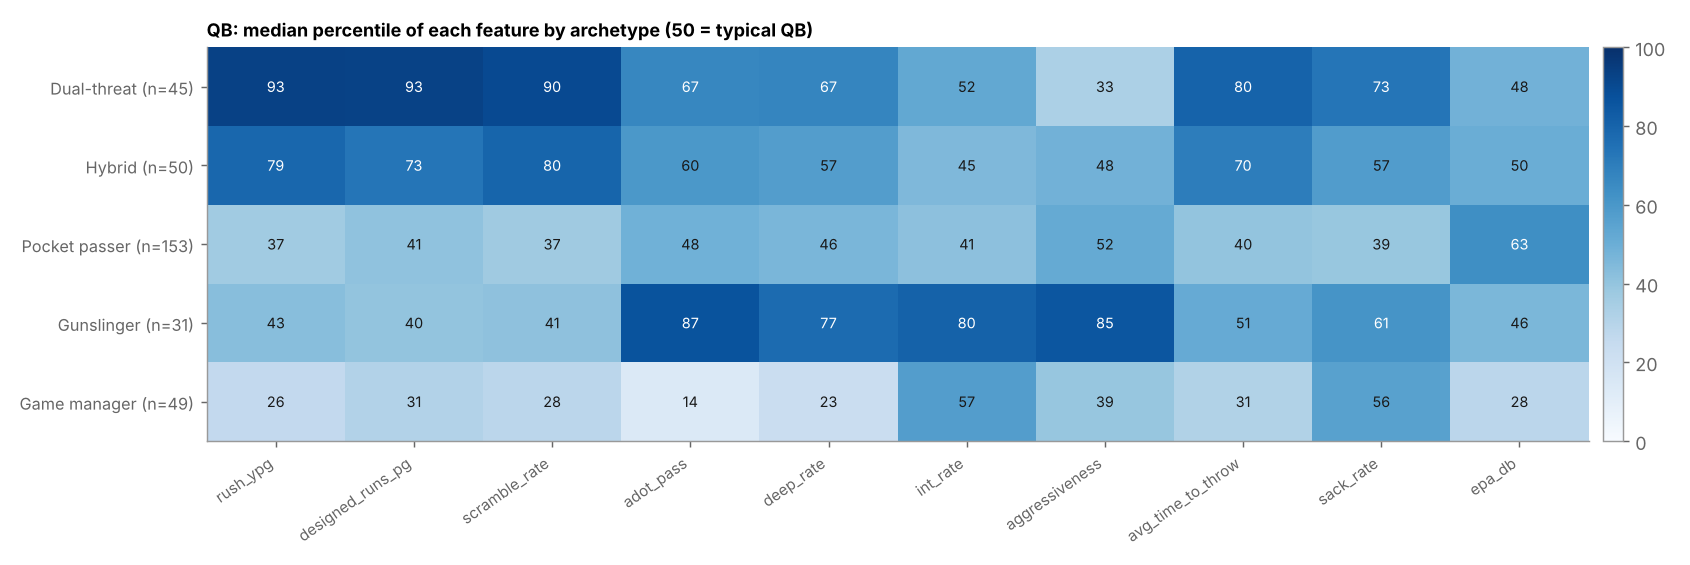 QB: median percentile of each feature by archetype (50 = typical QB)
Dual-threat (n=45) 93 93 90 67 67 52 33 80 73 48
Hybrid (n=50) 79 73 80 60 57 45 48 70 57 50
Pocket passer (n=153) 37 41 37 48 46 41 52 40 39 63
Gunslinger (n=31) 43 40 41 87 77 80 85 51 61 46
Game manager (n=49) 26 31 28 14 23 57 39 31 56 28
rush_ypg designed_runs_pg scramble_rate adot_pass deep_rate int_rate aggressiveness avg_time_to_throw sack_rate epa_db
100
80
60
40
20
0